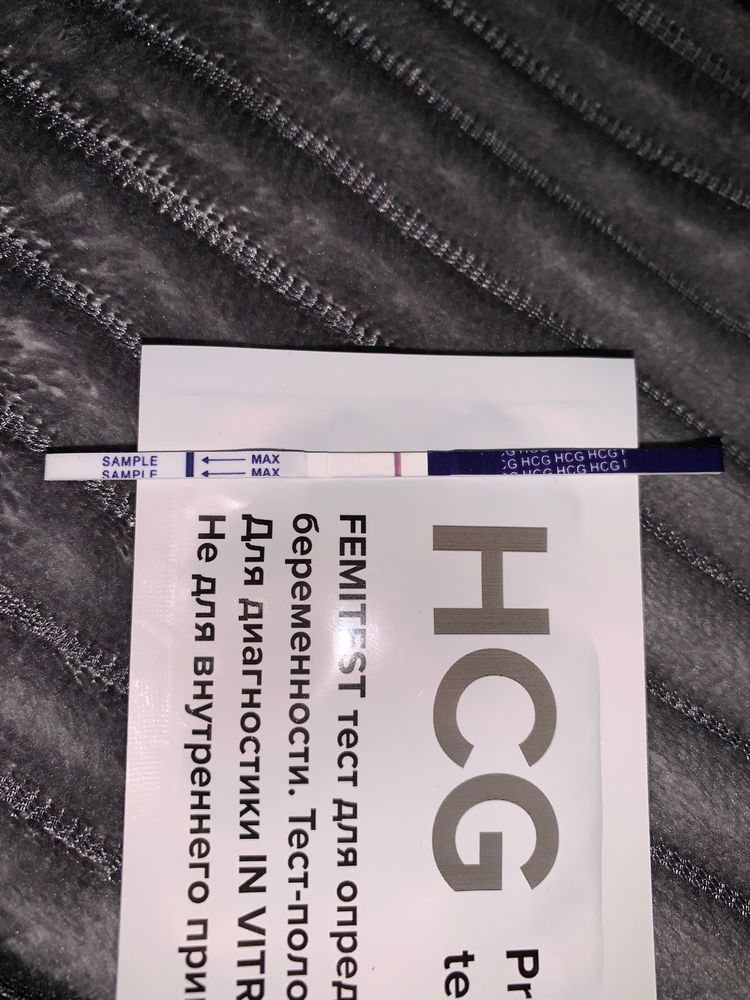 SAMPLE MAX
SAMPLE MAX
HCG HCG HCG
HCG HCG HCG
HCG
te
FEMITEST тест для опред
беременности. Тест-поло
Для диагностики IN VITR
Не для внутреннего при